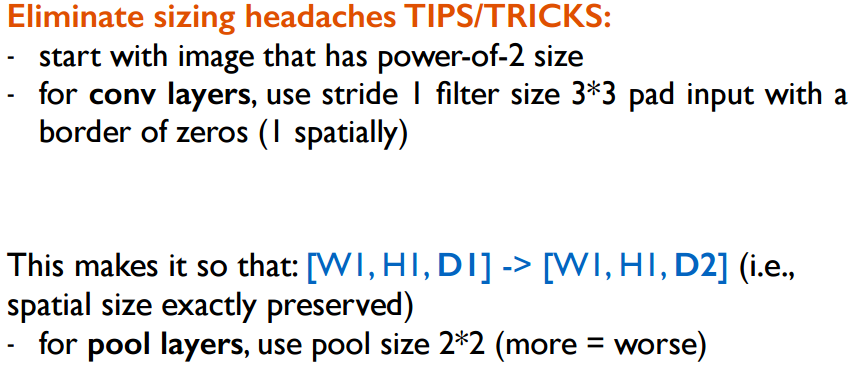 Eliminate sizing headaches TIPS/TRICKS:
- start with image that has power-of-2 size
- for conv layers, use stride 1 filter size 3*3 pad input with a
border of zeros (1 spatially)
This makes it so that: [W1, H1, D1] -> [W1, H1, D2] (i.e.,
spatial size exactly preserved)
- for pool layers, use pool size 2*2 (more = worse)